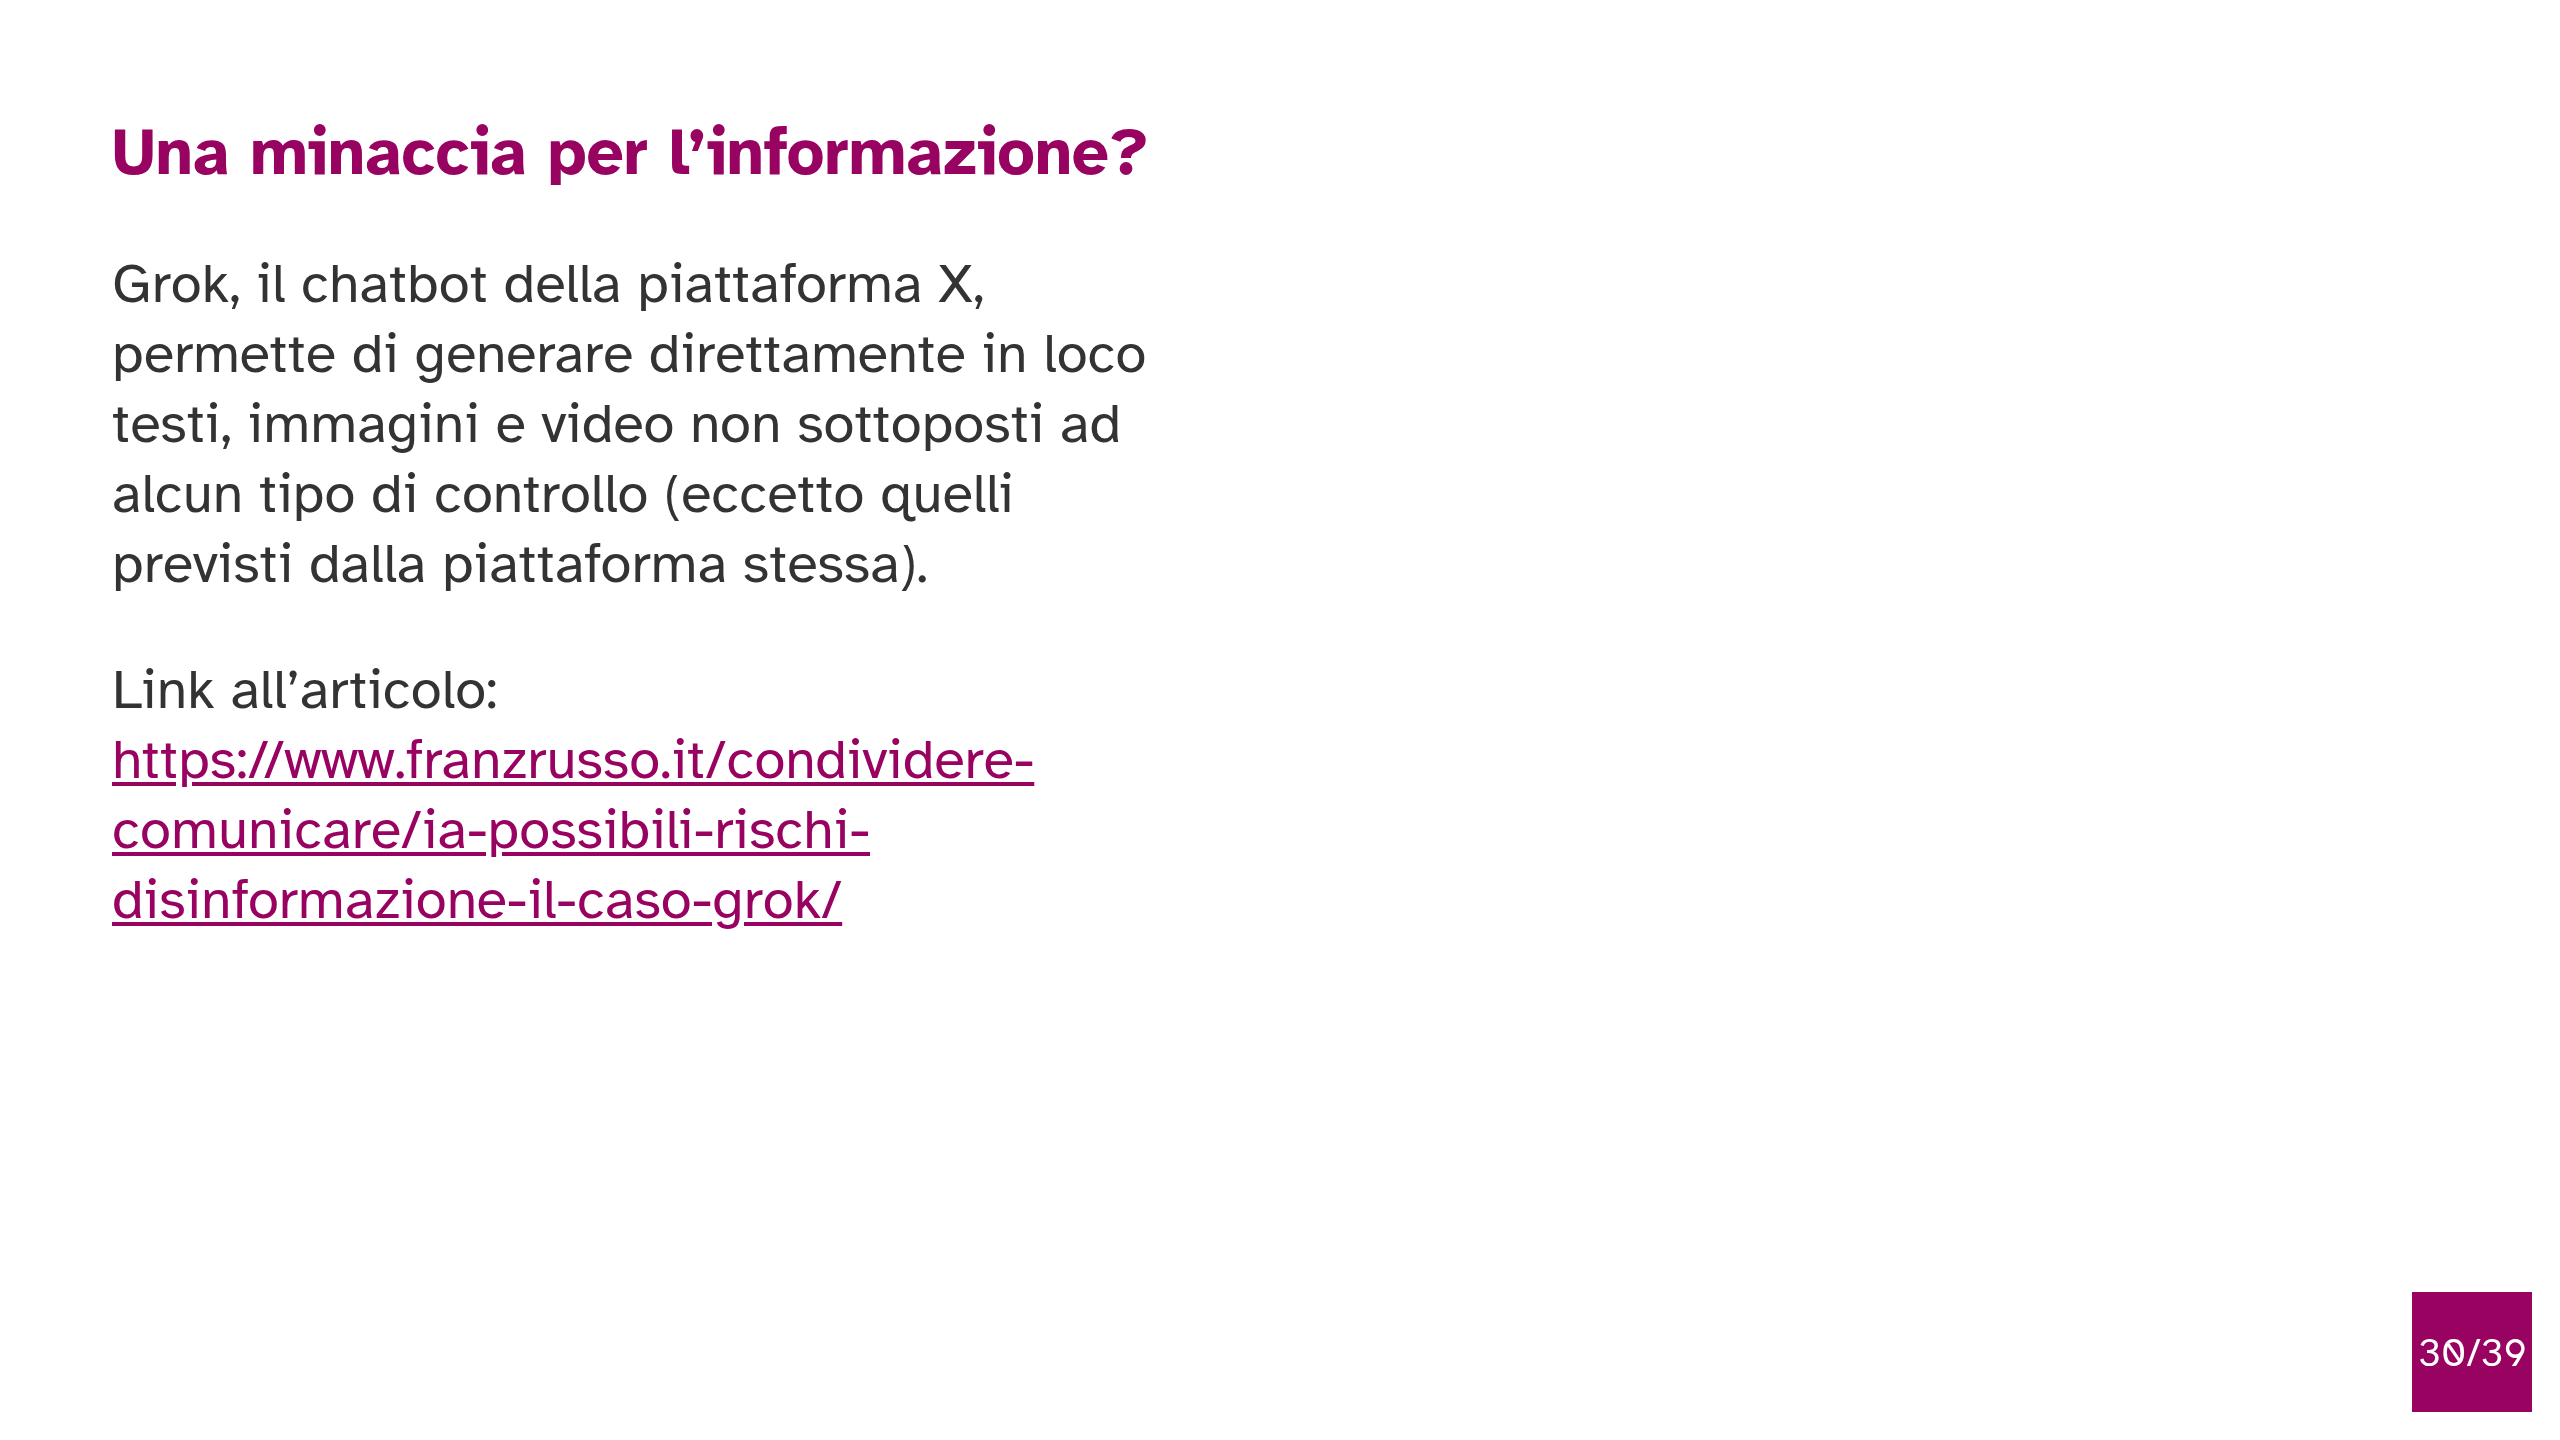 Una minaccia per l’informazione?
Grok, il chatbot della piattaforma X,
permette di generare direttamente in loco
testi, immagini e video non sottoposti ad
alcun tipo di controllo (eccetto quelli
previsti dalla piattaforma stessa).
Link all’articolo:
https://www.franzrusso.it/condividere-
comunicare/ia-possibili-rischi-
disinformazione-il-caso-grok/
30/39